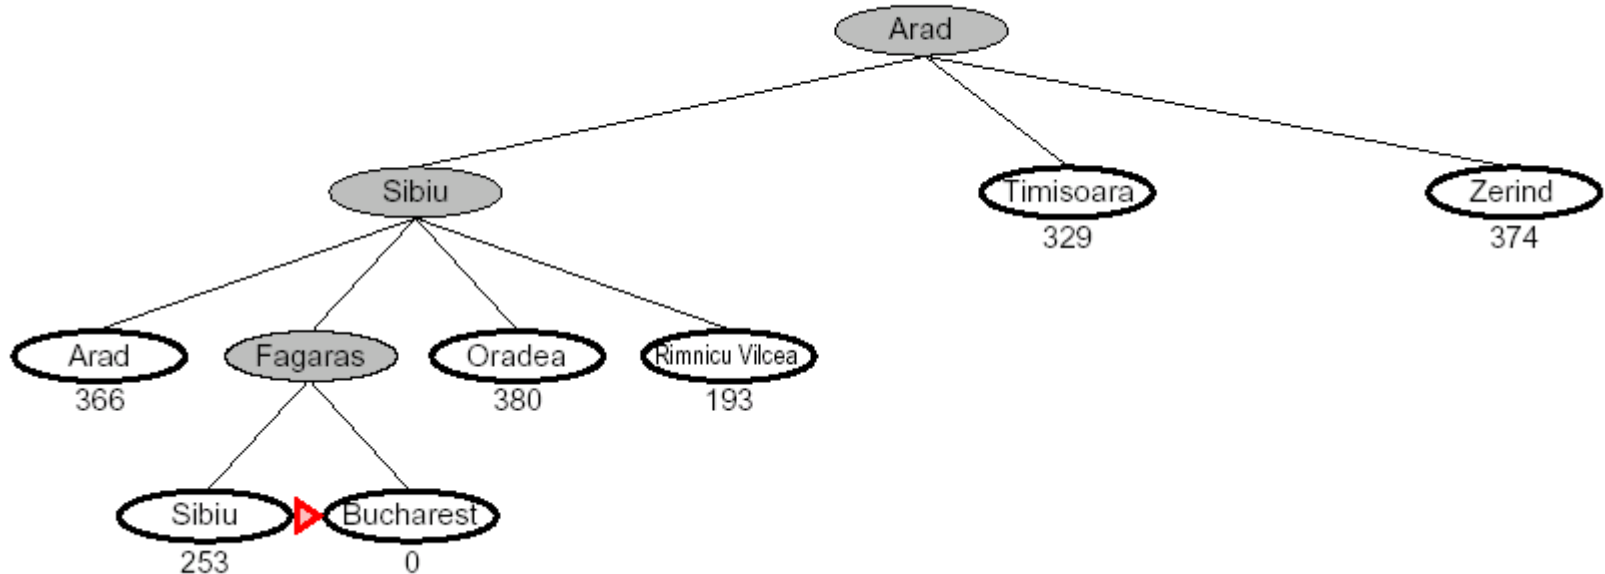 Arad
Sibiu
Timisoara
Zerind
329
374
Arad
Fagaras
Oradea
Rimnicu Vilcea
366
380
193
Sibiu
Bucharest
253
0